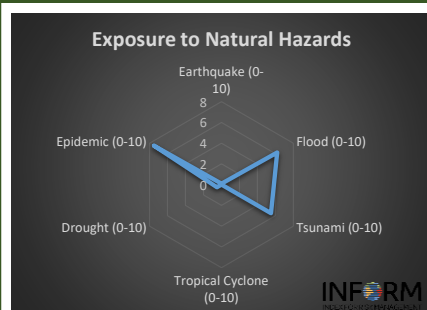 Exposure to Natural Hazards
Earthquake (0-
10)
8
6
4
2
0
Flood (0-10)
Tsunami (0-10)
Tropical Cyclone
(0-10)
Drought (0-10)
Epidemic (0-10)
INFORM